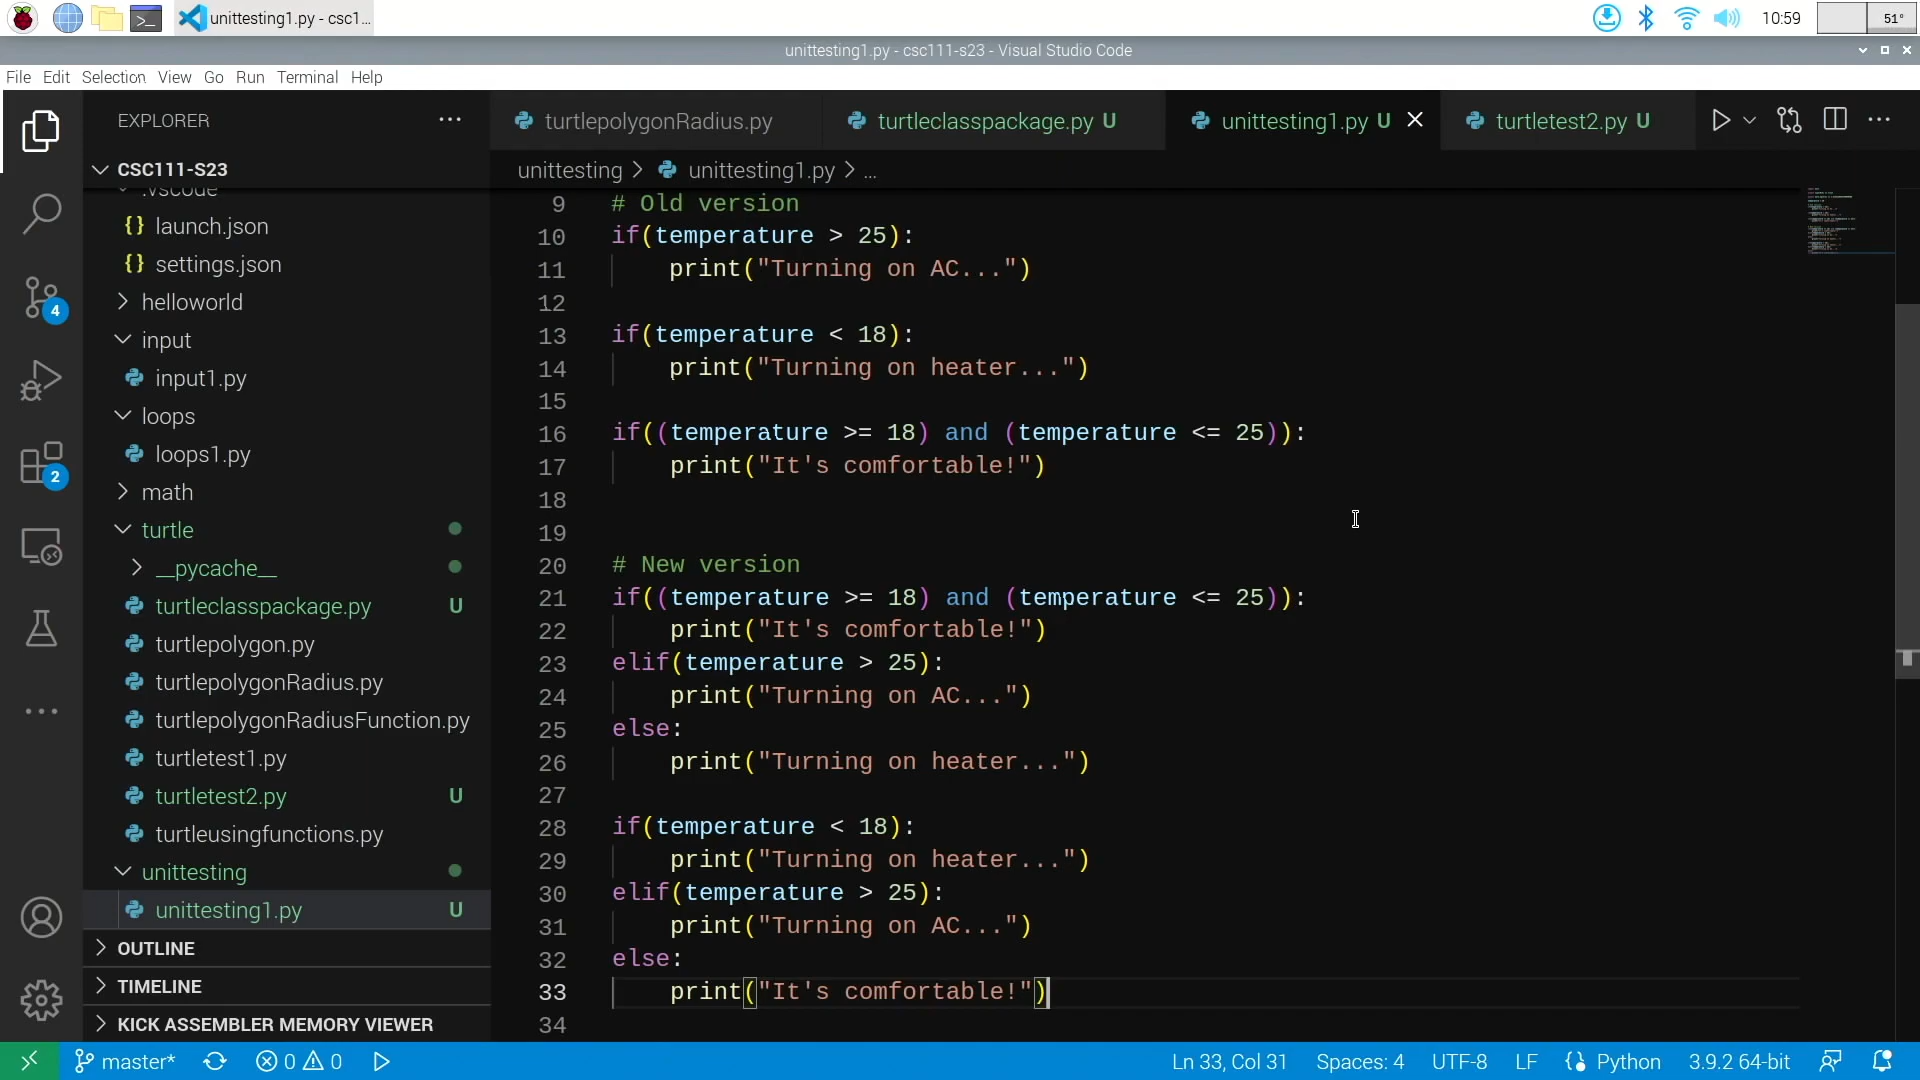 unittesting1.py - csc1...
10:59
51°
unittesting1.py - csc111-s23 - Visual Studio Code
File Edit Selection View Go Run Terminal Help
EXPLORER
turtlepolygonRadius.py
turtleclasspackage.py U
unittesting1.py U
turtletest2.py U
CSC111-S23
unittesting > unittesting1.py > ...
.vscode
launch.json
settings.json
helloworld
input
input1.py
loops
loops1.py
math
turtle
__pycache__
turtleclasspackage.py U
turtlepolygon.py
turtlepolygonRadius.py
turtlepolygonRadiusFunction.py
turtletest1.py
turtletest2.py U
turtleusingfunctions.py
unittesting
unittesting1.py U
OUTLINE
TIMELINE
KICK ASSEMBLER MEMORY VIEWER
4
2
9 # Old version
10 if(temperature > 25):
11 print("Turning on AC...")
12
13 if(temperature < 18):
14 print("Turning on heater...")
15
16 if((temperature >= 18) and (temperature <= 25)):
17 print("It's comfortable!")
18
19
20 # New version
21 if((temperature >= 18) and (temperature <= 25)):
22 print("It's comfortable!")
23 elif(temperature > 25):
24 print("Turning on AC...")
25 else:
26 print("Turning on heater...")
27
28 if(temperature < 18):
29 print("Turning on heater...")
30 elif(temperature > 25):
31 print("Turning on AC...")
32 else:
33 print("It's comfortable!")
34
master* 0 0 Ln 33, Col 31 Spaces: 4 UTF-8 LF Python 3.9.2 64-bit